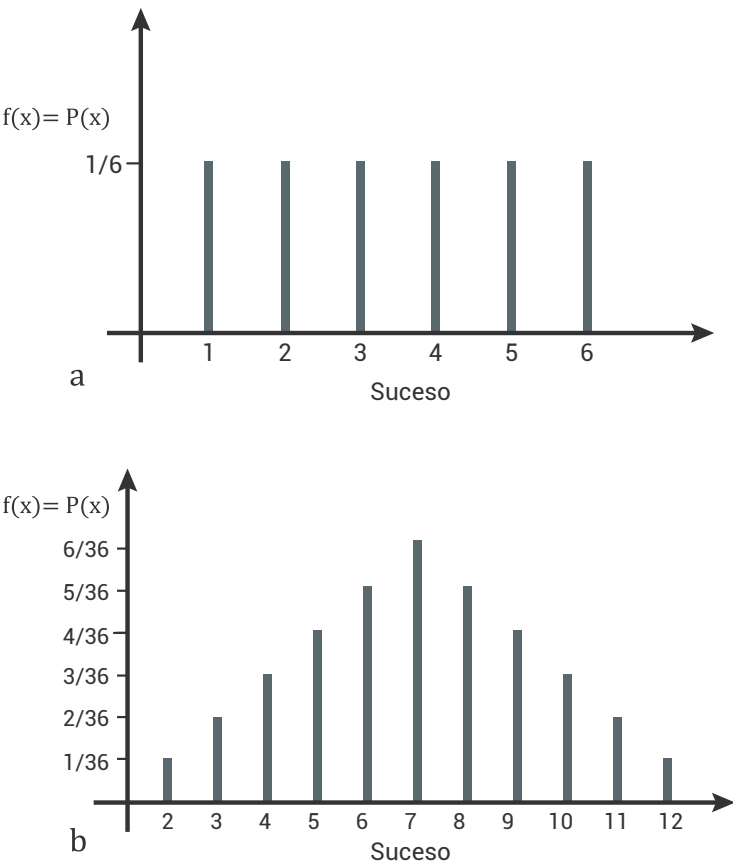 f(x)= P(x)
1/6
1 2 3 4 5 6
a
Suceso
f(x)= P(x)
6/36
5/36
4/36
3/36
2/36
1/36
2 3 4 5 6 7 8 9 10 11 12
b
Suceso